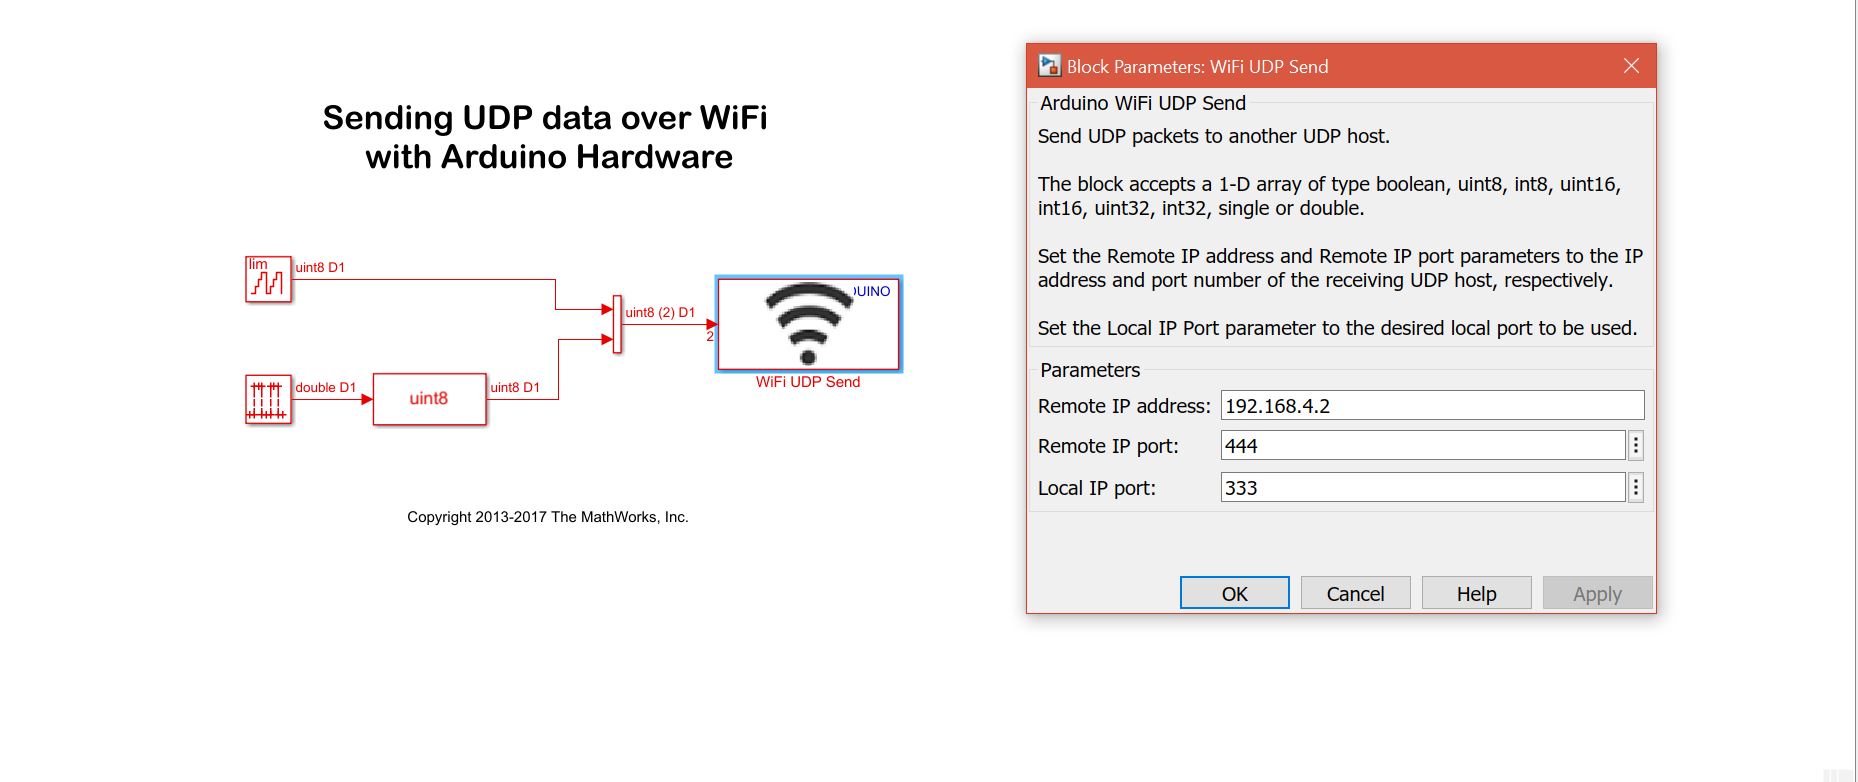 Sending UDP data over WiFi
with Arduino Hardware
lim
uint8 D1
uint8 (2) D1
2
UINO
WiFi UDP Send
double D1
uint8
uint8 D1
Copyright 2013-2017 The MathWorks, Inc.
Block Parameters: WiFi UDP Send
Arduino WiFi UDP Send
Send UDP packets to another UDP host.
The block accepts a 1-D array of type boolean, uint8, int8, uint16,
int16, uint32, int32, single or double.
Set the Remote IP address and Remote IP port parameters to the IP
address and port number of the receiving UDP host, respectively.
Set the Local IP Port parameter to the desired local port to be used.
Parameters
Remote IP address: 192.168.4.2
Remote IP port: 444
Local IP port: 333
OK Cancel Help Apply